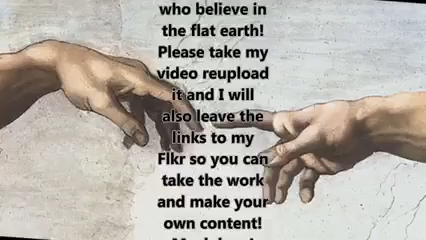 who believe in
the flat earth!
Please take my
video reupload
it and I will
also leave the
links to my
Flkr so you can
take the work
and make your
own content!